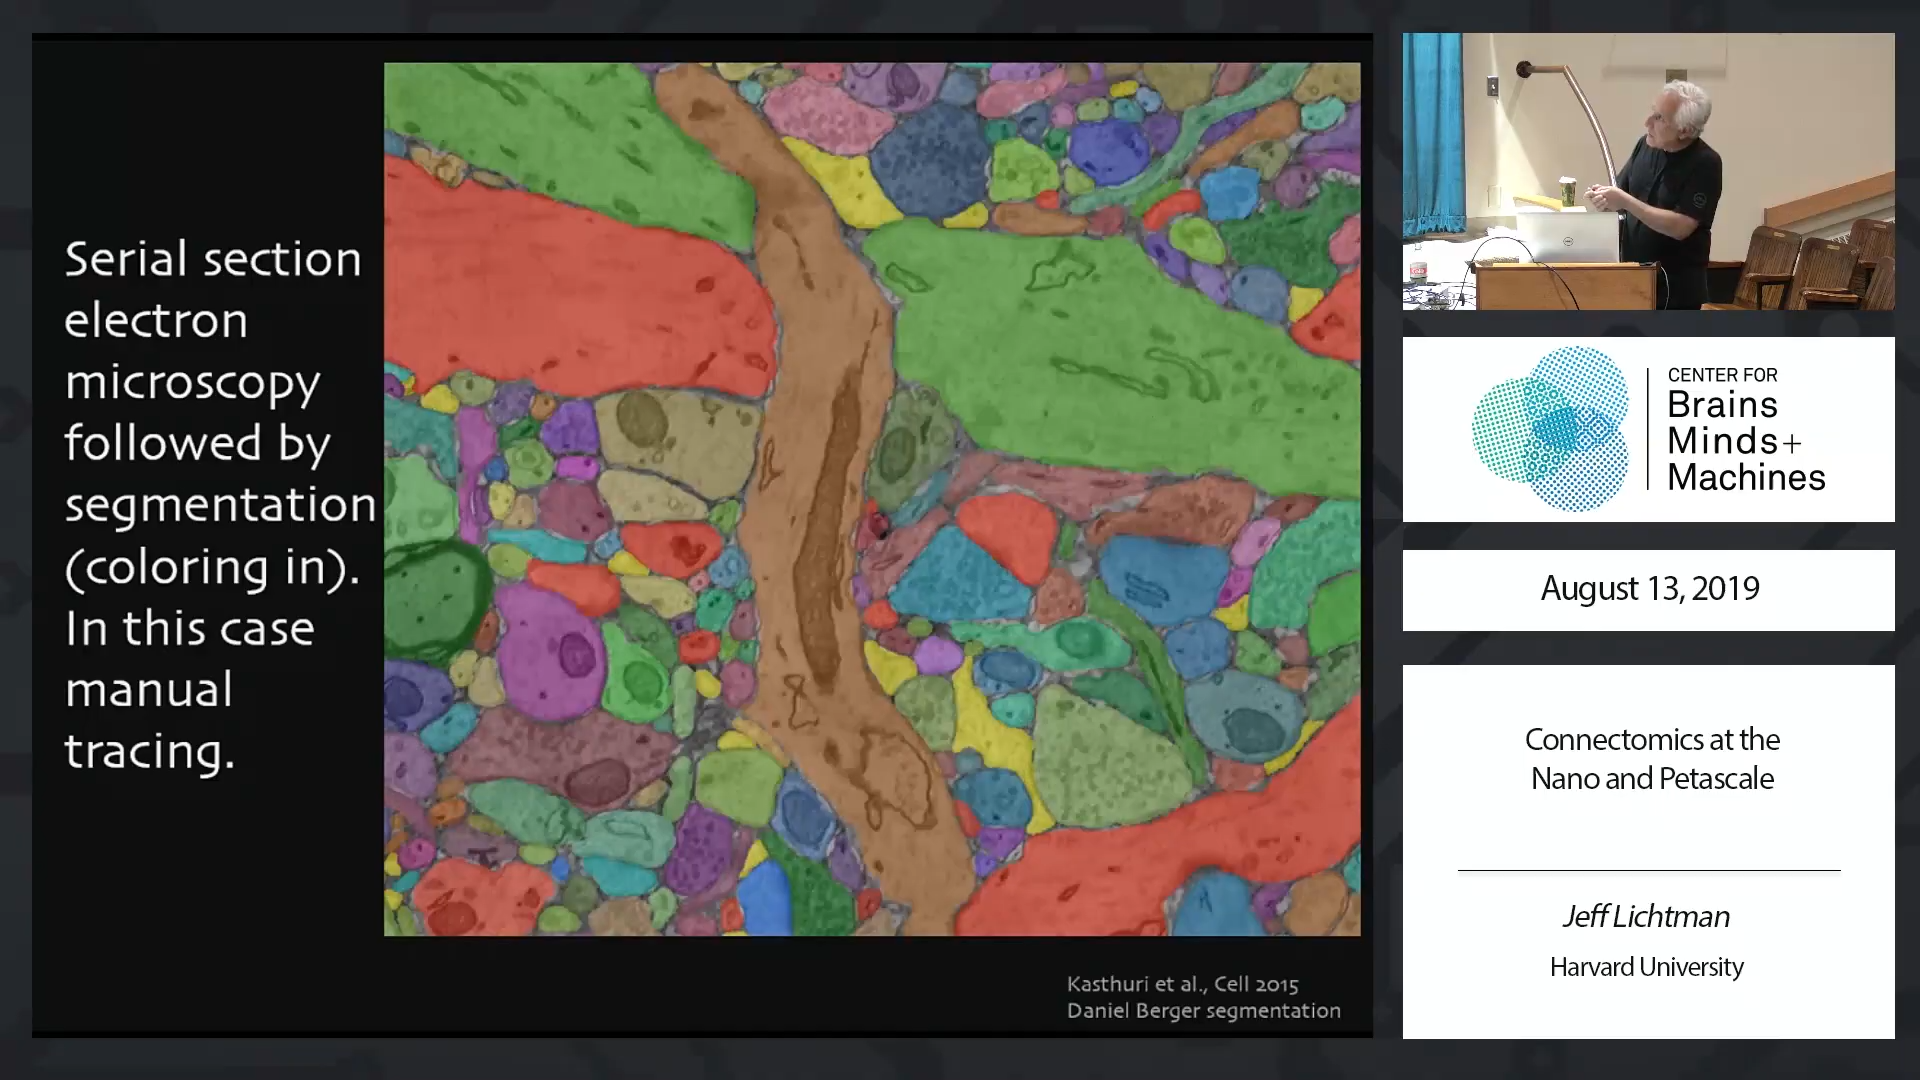 Serial section
electron
microscopy
followed by
segmentation
(coloring in).
In this case
manual
tracing.
Kasthuri et al., Cell 2015
Daniel Berger segmentation
CENTER FOR
Brains
Minds+
Machines
August 13, 2019
Connectomics at the
Nano and Petascale
Jeff Lichtman
Harvard University